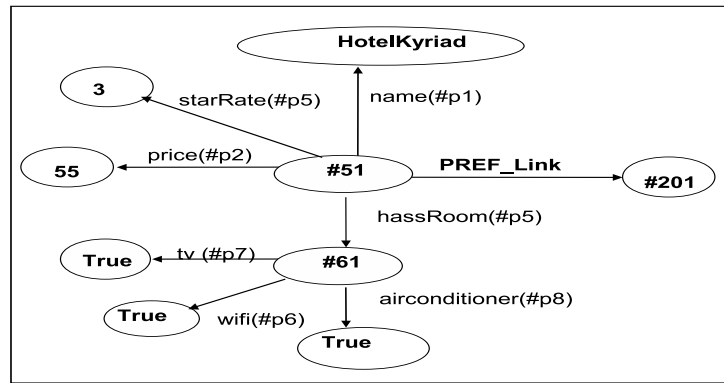 HotelKyriad
3
starRate(#p5)
name(#p1)
55
price(#p2)
#51
PREF_Link
#201
hassRoom(#p5)
True
tv (#p7)
#61
True
wifi(#p6)
airconditioner(#p8)
True